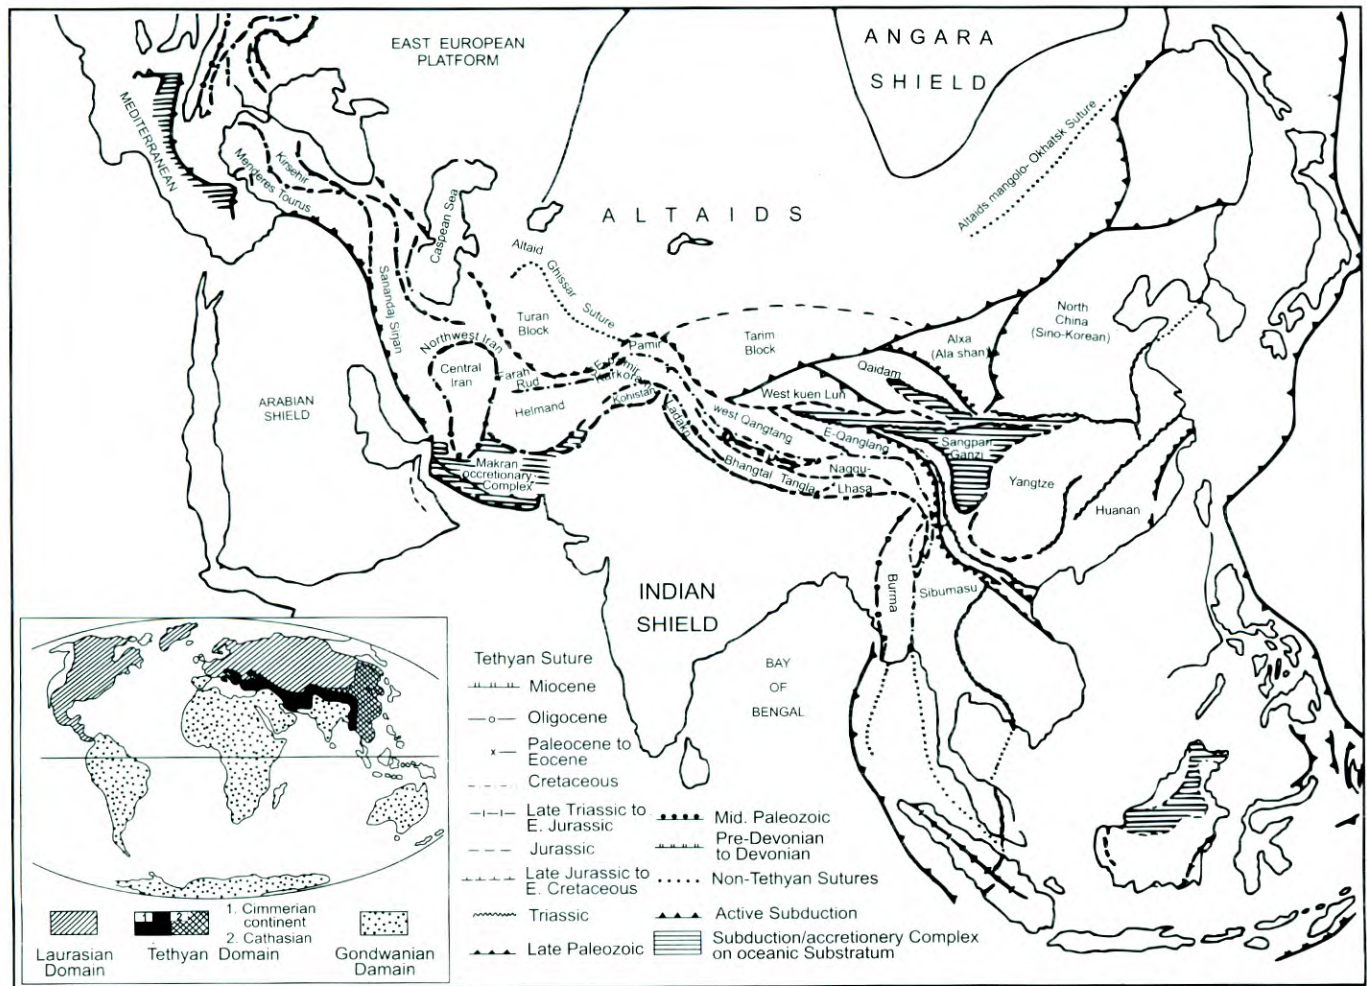 EAST EUROPEAN
PLATFORM
ANGARA
SHIELD
MEDITERRANEAN
Menderes Tourus
Kirsehir
Caspean Sea
ALTAIDS
Altaids mangolo- Okhatsk Suture
Altaid Ghissar Suture
Sanandaj Sirjan
Turan
Block
Pamir
Tarim
Block
Alxa
(Ala shan)
North
China
(Sino-Korean)
Northwest Iran
Central
Iran
Farah
Rud
Karkoram
Qaidam
ARABIAN
SHIELD
Helmand
Kohistan
Ladakh
West kuen Lun
west Qangtang
E-Qanglang
Sangpan
Ganzi
Makran
occretionary
Complex
Bhangtal Tangla
Nagqu-
Lhasa
Yangtze
Huanan
INDIAN
SHIELD
Burma
Sibumasu
BAY
OF
BENGAL
Tethyan Suture
Miocene
Oligocene
Paleocene to
Eocene
Cretaceous
Late Triassic to
E. Jurassic
Jurassic
Late Jurassic to
E. Cretaceous
Triassic
Late Paleozoic
Mid. Paleozoic
Pre-Devonian
to Devonian
Non-Tethyan Sutures
Active Subduction
Subduction/accretionery Complex
on oceanic Substratum
1 2
1. Cimmerian
continent
2. Cathasian
Laurasian
Domain
Tethyan Domain
Gondwanian
Damain